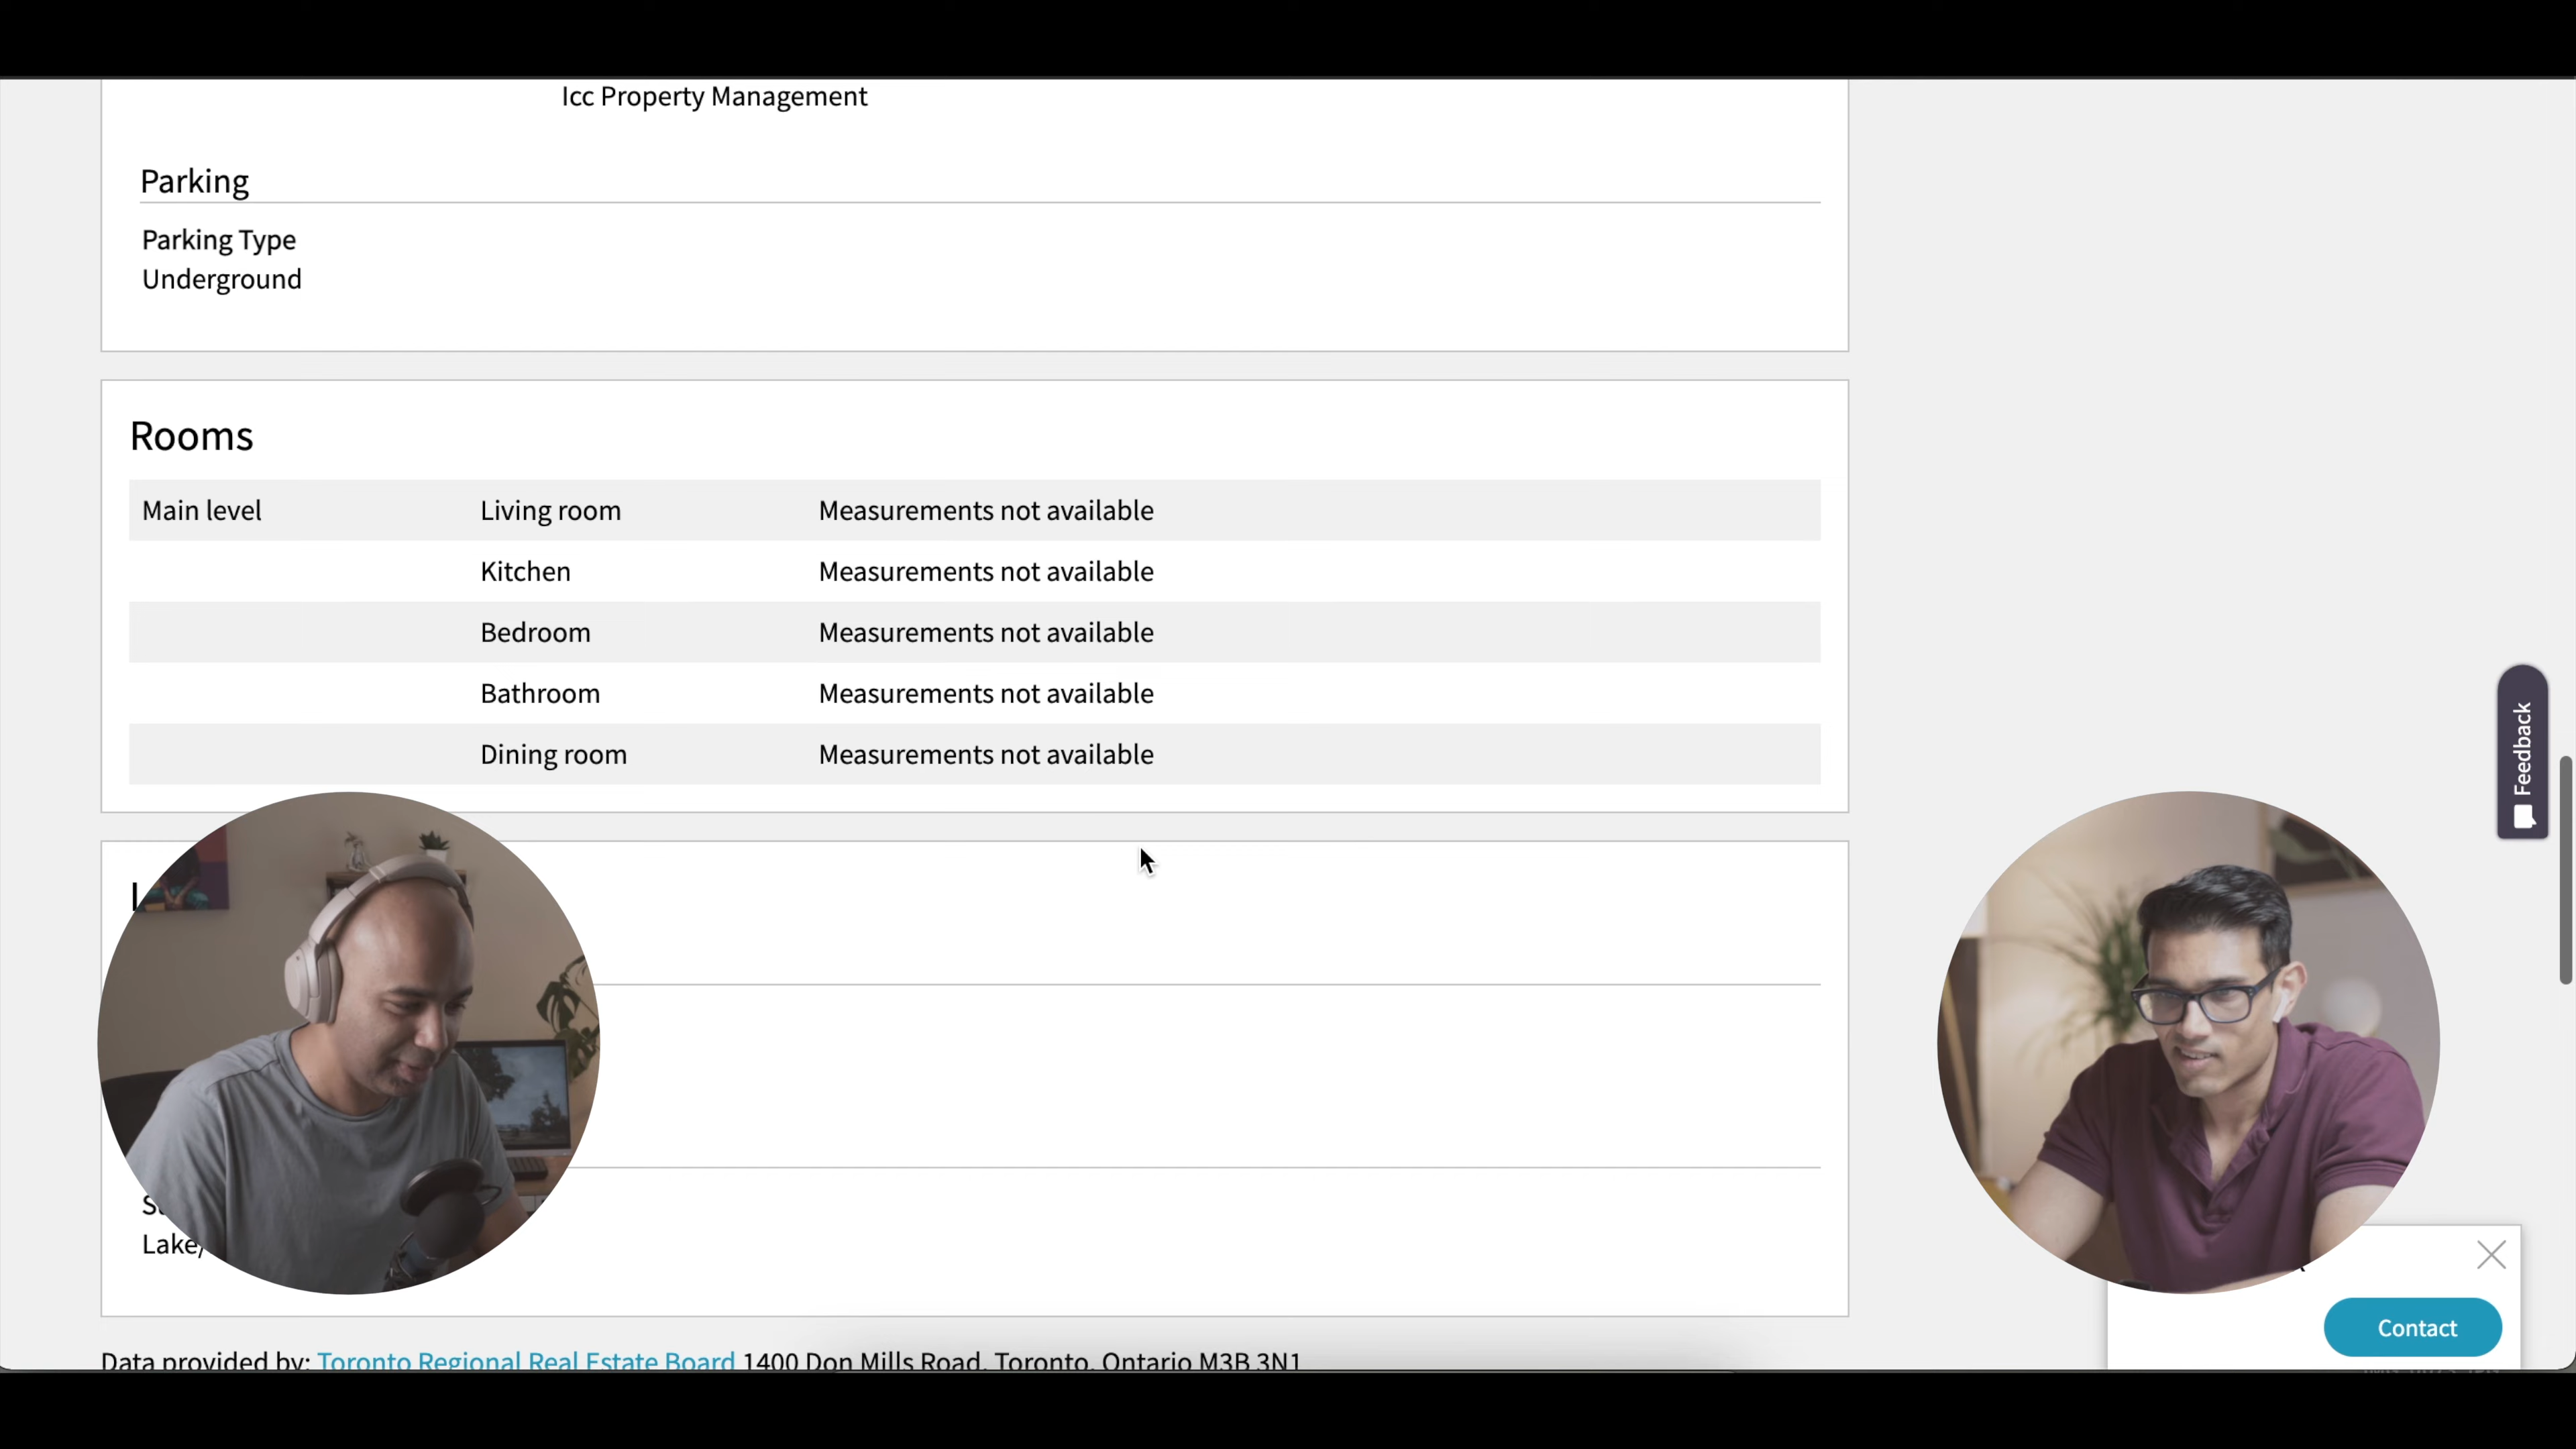 Icc Property Management
Parking
Parking Type
Underground
Rooms
Main level Living room Measurements not available
Kitchen Measurements not available
Bedroom Measurements not available
Bathroom Measurements not available
Dining room Measurements not available
Feedback
Lake/
Contact
Data provided by: Toronto Regional Real Estate Board 1400 Don Mills Road, Toronto, Ontario M3B 3N1